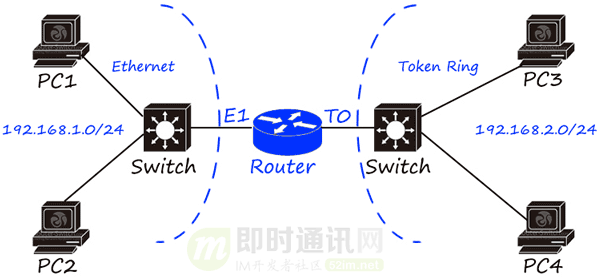 PC1
Ethernet
Token Ring
PC3
E1
TO
192.168.1.0/24
192.168.2.0/24
Switch
Router
Switch
PC2
PC4
即时通讯网
IM开发者社区 52im.net